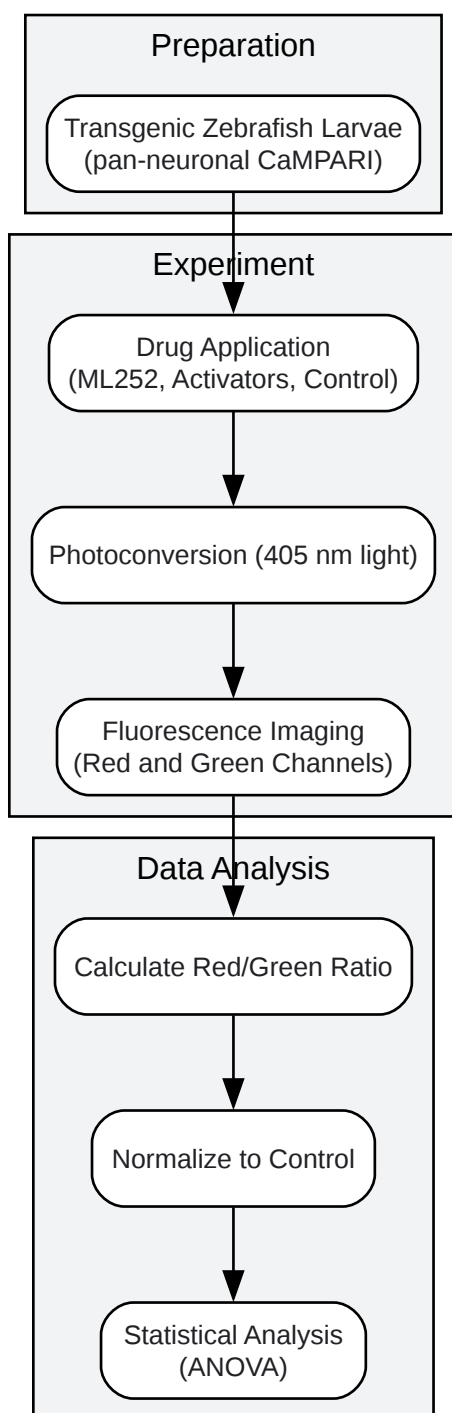 Preparation
Transgenic Zebrafish Larvae
(pan-neuronal CaMPARI)
Experiment
Drug Application
(ML252, Activators, Control)
Photoconversion (405 nm light)
Fluorescence Imaging
(Red and Green Channels)
Data Analysis
Calculate Red/Green Ratio
Normalize to Control
Statistical Analysis
(ANOVA)